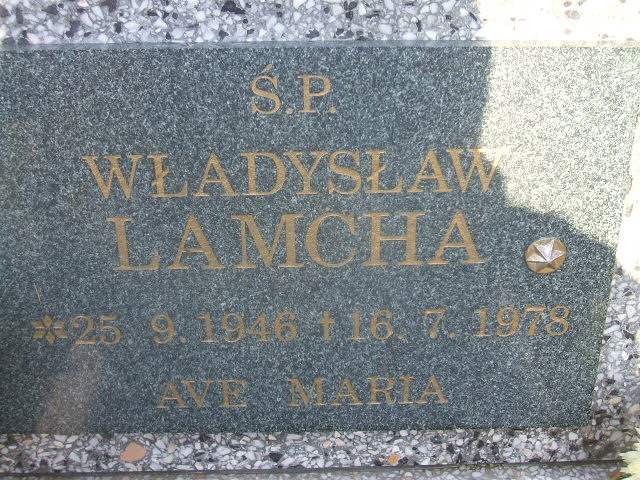 Ś.P.
WŁADYSŁAW
LAMCHA
* 25. 9. 1946 † 16. 7. 1978
AVE MARIA